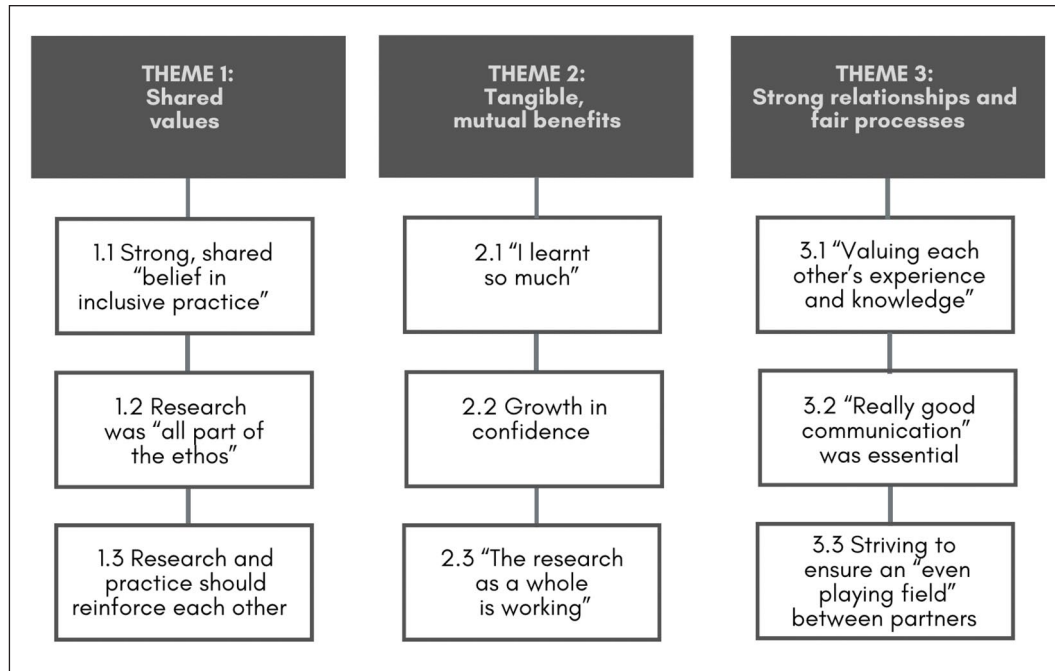 THEME 1:
Shared
values
1.1 Strong, shared
“belief in
inclusive practice”
1.2 Research
was “all part of
the ethos”
1.3 Research and
practice should
reinforce each other
THEME 2:
Tangible,
mutual benefits
2.1 “I learnt
so much”
2.2 Growth in
confidence
2.3 “The research
as a whole
is working”
THEME 3:
Strong relationships and
fair processes
3.1 “Valuing each
other’s experience
and knowledge”
3.2 “Really good
communication”
was essential
3.3 Striving to
ensure an “even
playing field”
between partners